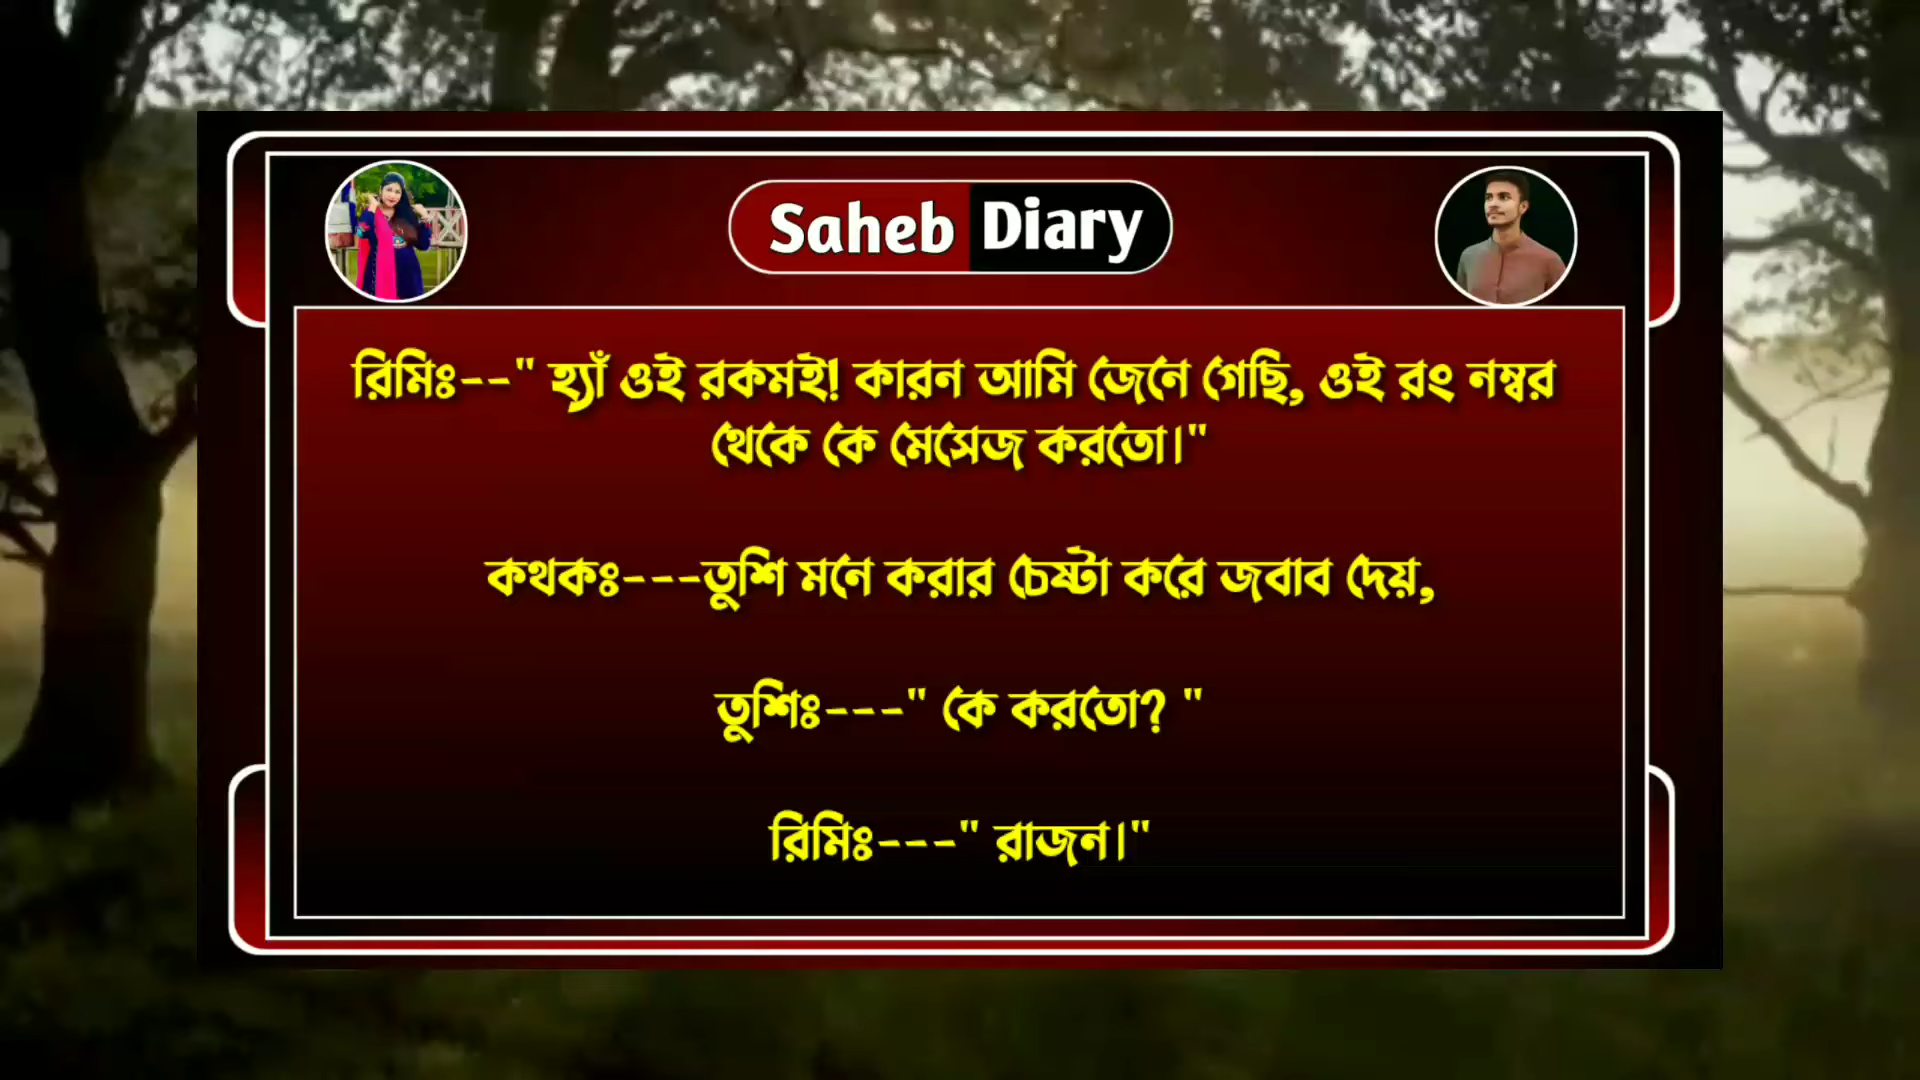 Saheb Diary
রিমিঃ--" হ্যাঁ ওই রকমই! কারন আমি জেনে গেছি, ওই রং নম্বর
থেকে কে মেসেজ করতো।"
কথকঃ---তুশি মনে করার চেষ্টা করে জবাব দেয়,
তুশিঃ---" কে করতো? "
রিমিঃ---" রাজন।"